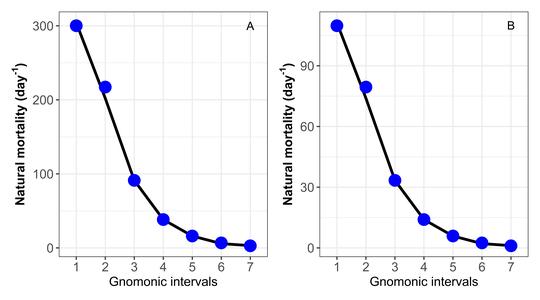 A
Natural mortality (day⁻¹)
300
200
100
0
1 2 3 4 5 6 7
Gnomonic intervals
B
Natural mortality (day⁻¹)
90
60
30
0
1 2 3 4 5 6 7
Gnomonic intervals